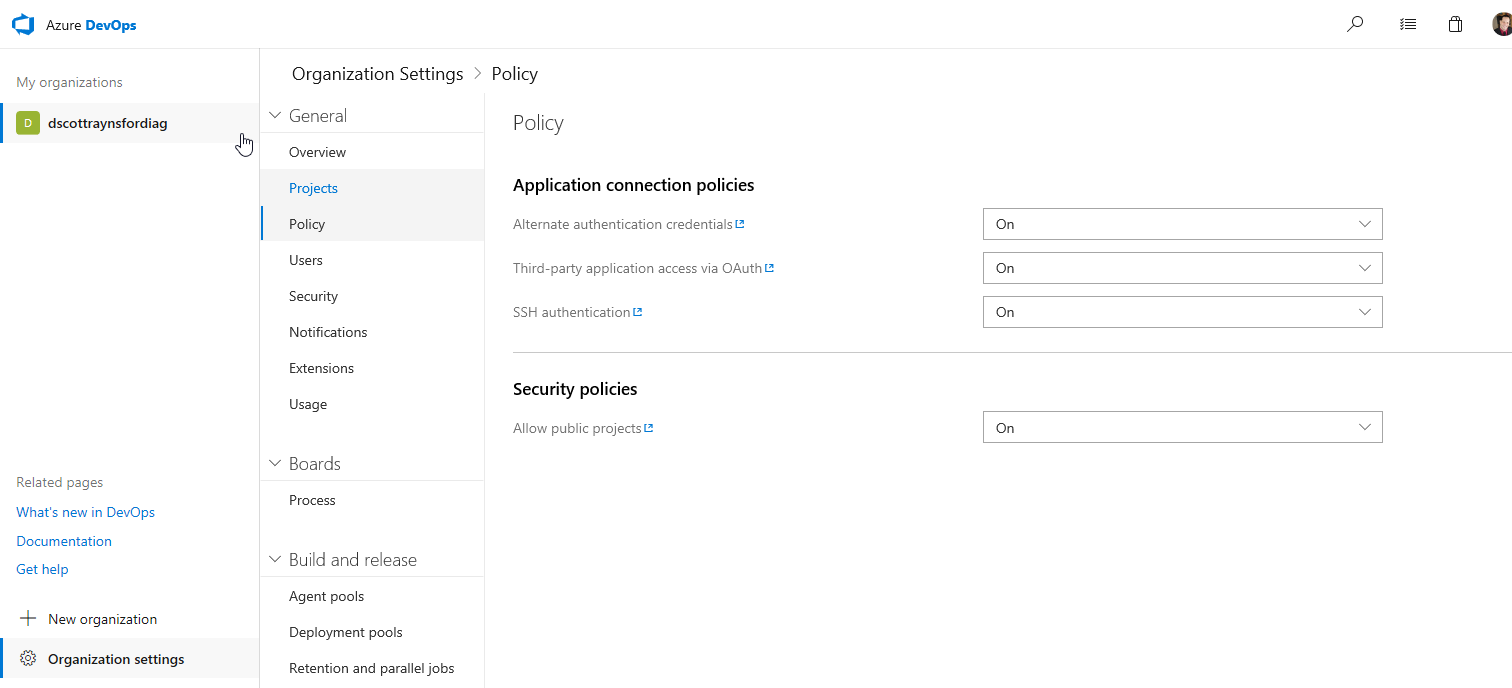 Azure DevOps
My organizations
D dscottraynsfordiag
Related pages
What's new in DevOps
Documentation
Get help
New organization
Organization settings
Organization Settings > Policy
General
Overview
Projects
Policy
Users
Security
Notifications
Extensions
Usage
Boards
Process
Build and release
Agent pools
Deployment pools
Retention and parallel jobs
Policy
Application connection policies
Alternate authentication credentials On
Third-party application access via OAuth On
SSH authentication On
Security policies
Allow public projects On